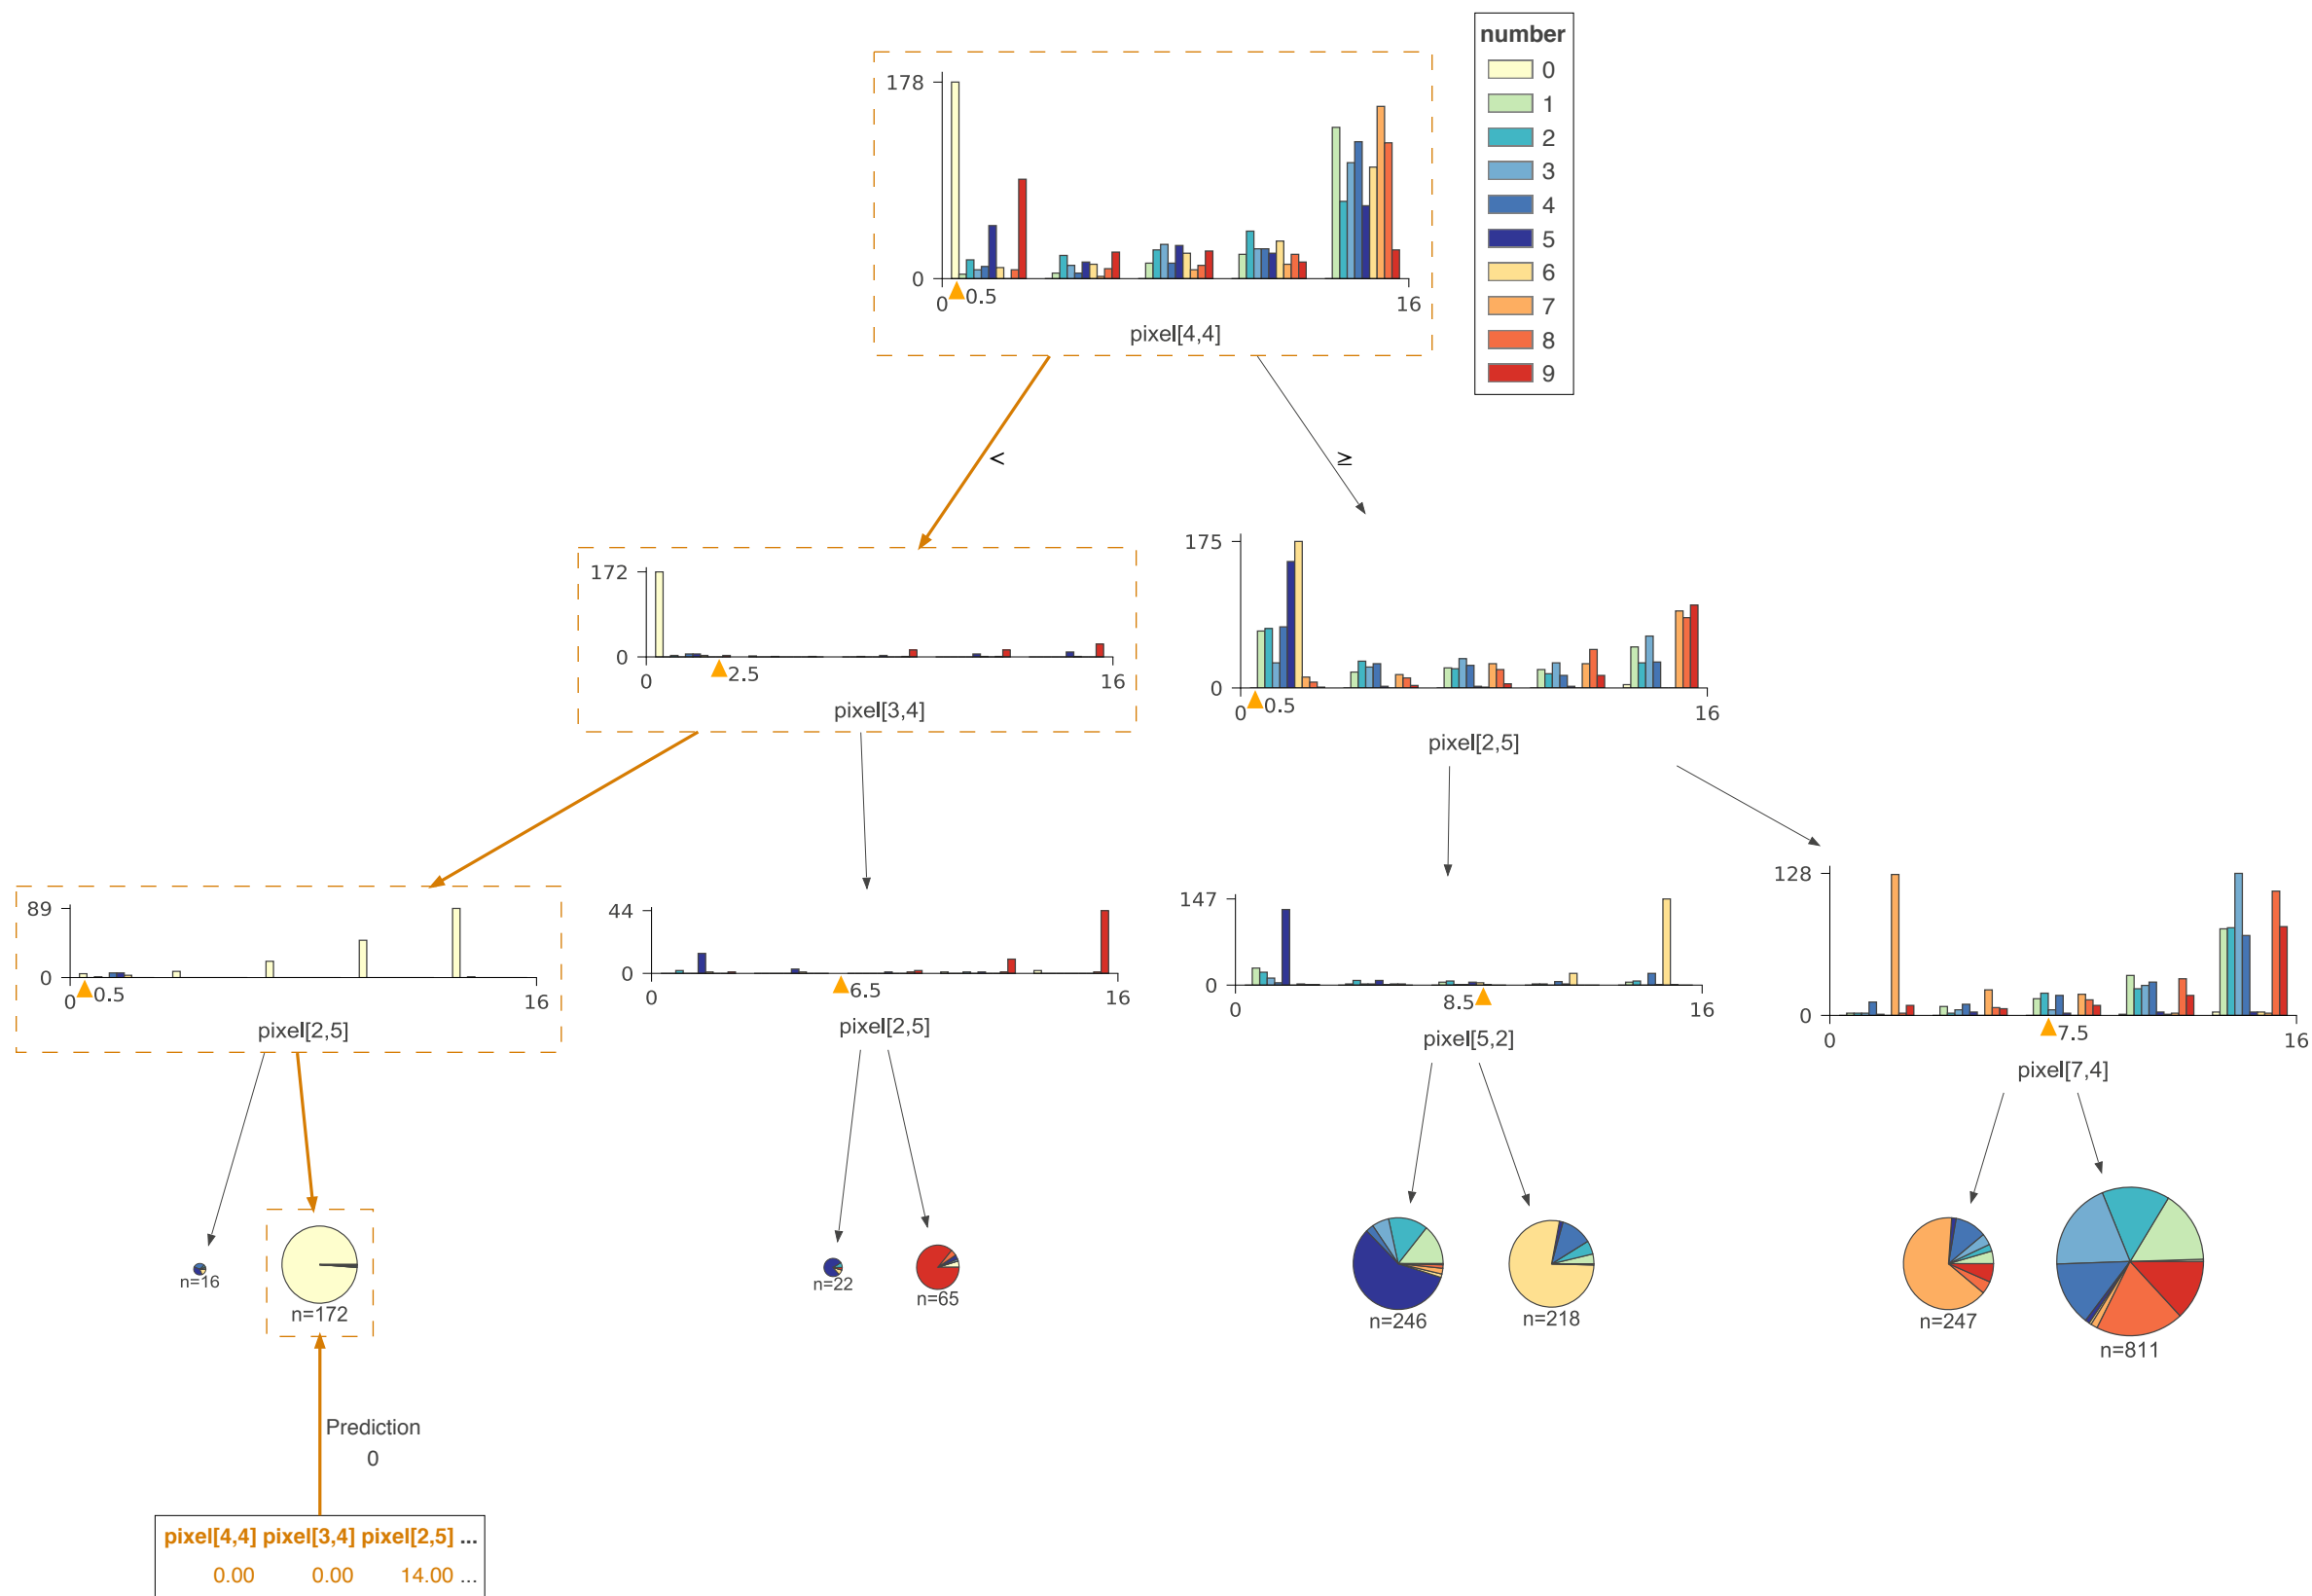 number
0
1
2
3
4
5
6
7
8
9
178
0
0 0.5 16
pixel[4,4]
< ≥
172
0
0 2.5 16
pixel[3,4]
175
0
0 0.5 16
pixel[2,5]
89
0
0 0.5 16
pixel[2,5]
44
0
0 6.5 16
pixel[2,5]
147
0
0 8.5 16
pixel[5,2]
128
0
0 7.5 16
pixel[7,4]
n=16
n=172
n=22
n=65
n=246
n=218
n=247
n=811
Prediction
0
pixel[4,4] pixel[3,4] pixel[2,5] ...
0.00 0.00 14.00 ...